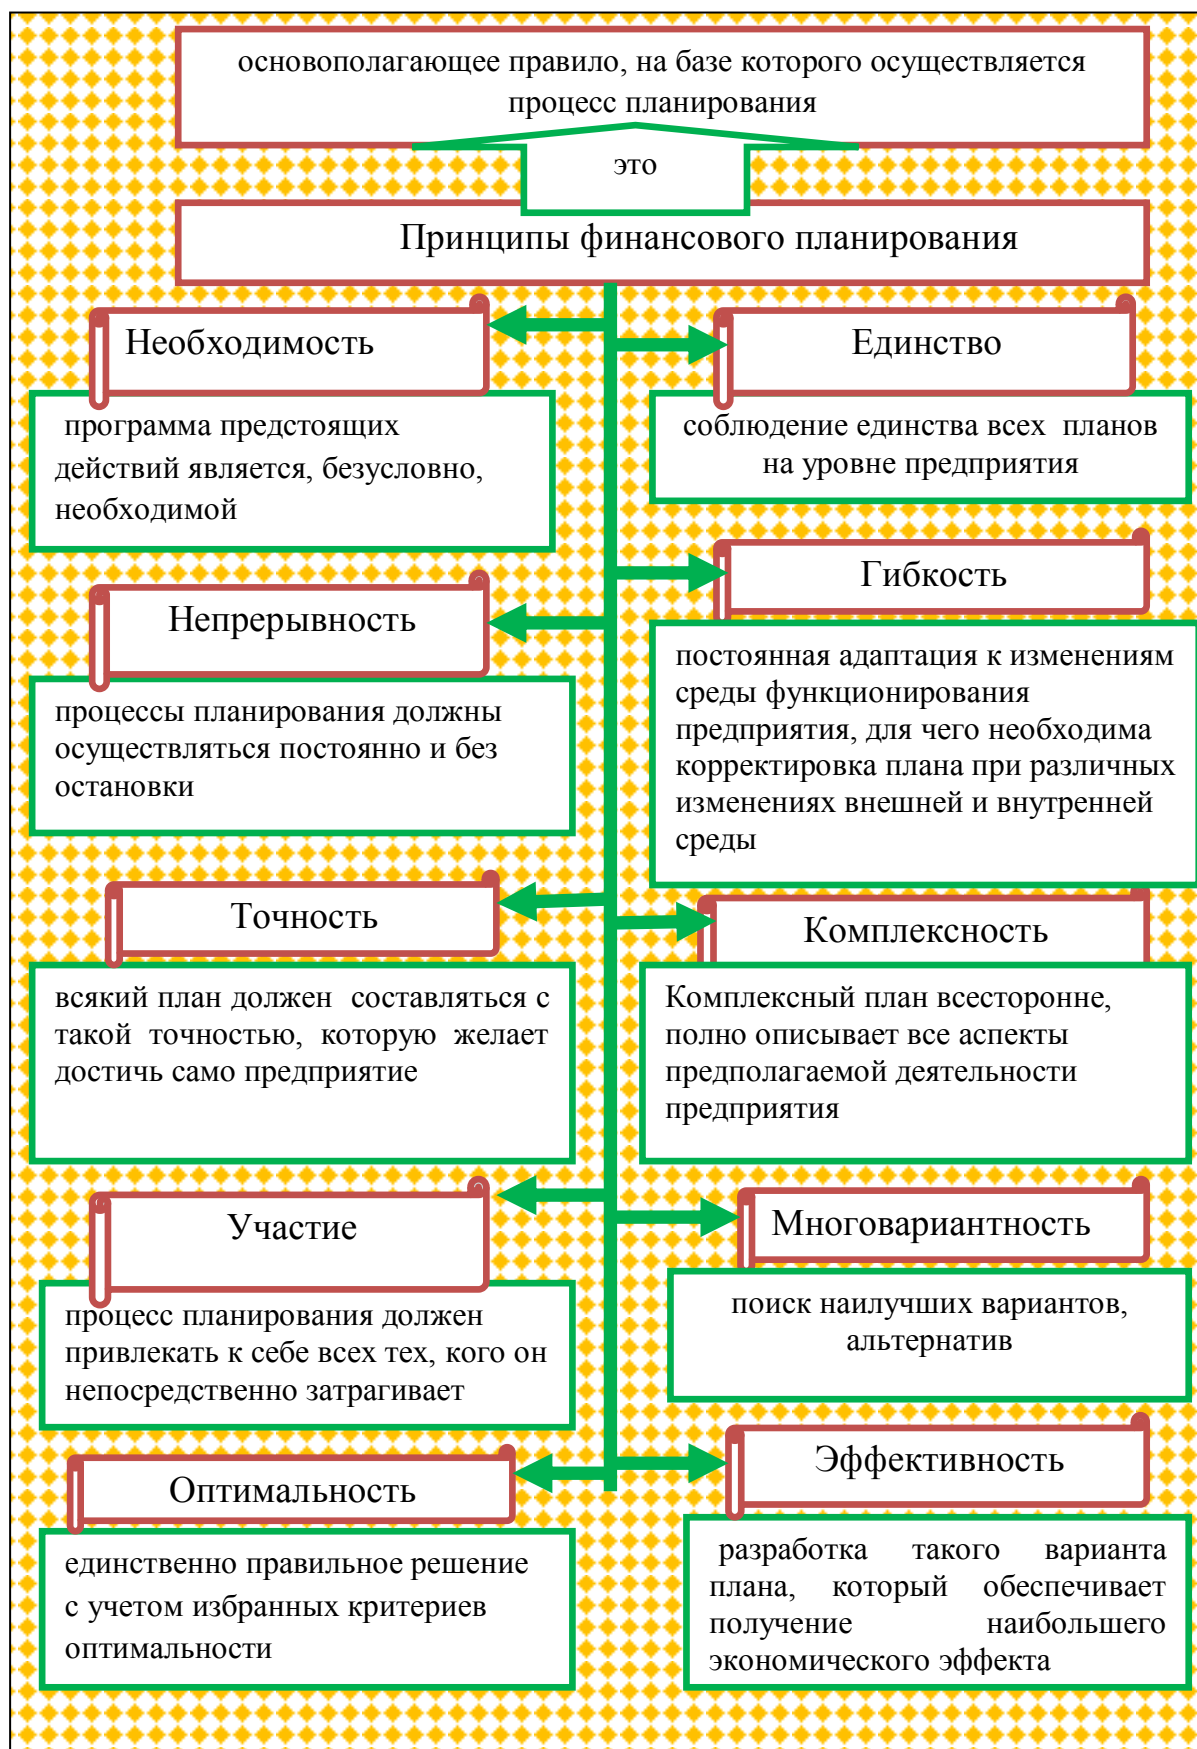 основополагающее правило, на базе которого осуществляется
процесс планирования
это
Принципы финансового планирования
Необходимость
программа предстоящих
действий является, безусловно,
необходимой
Единство
соблюдение единства всех планов
на уровне предприятия
Непрерывность
процессы планирования должны
осуществляться постоянно и без
остановки
Гибкость
постоянная адаптация к изменениям
среды функционирования
предприятия, для чего необходима
корректировка плана при различных
изменениях внешней и внутренней
среды
Точность
всякий план должен составляться с
такой точностью, которую желает
достичь само предприятие
Комплексность
Комплексный план всесторонне,
полно описывает все аспекты
предполагаемой деятельности
предприятия
Участие
процесс планирования должен
привлекать к себе всех тех, кого он
непосредственно затрагивает
Многовариантность
поиск наилучших вариантов,
альтернатив
Оптимальность
единственно правильное решение
с учетом избранных критериев
оптимальности
Эффективность
разработка такого варианта
плана, который обеспечивает
получение наибольшего
экономического эффекта